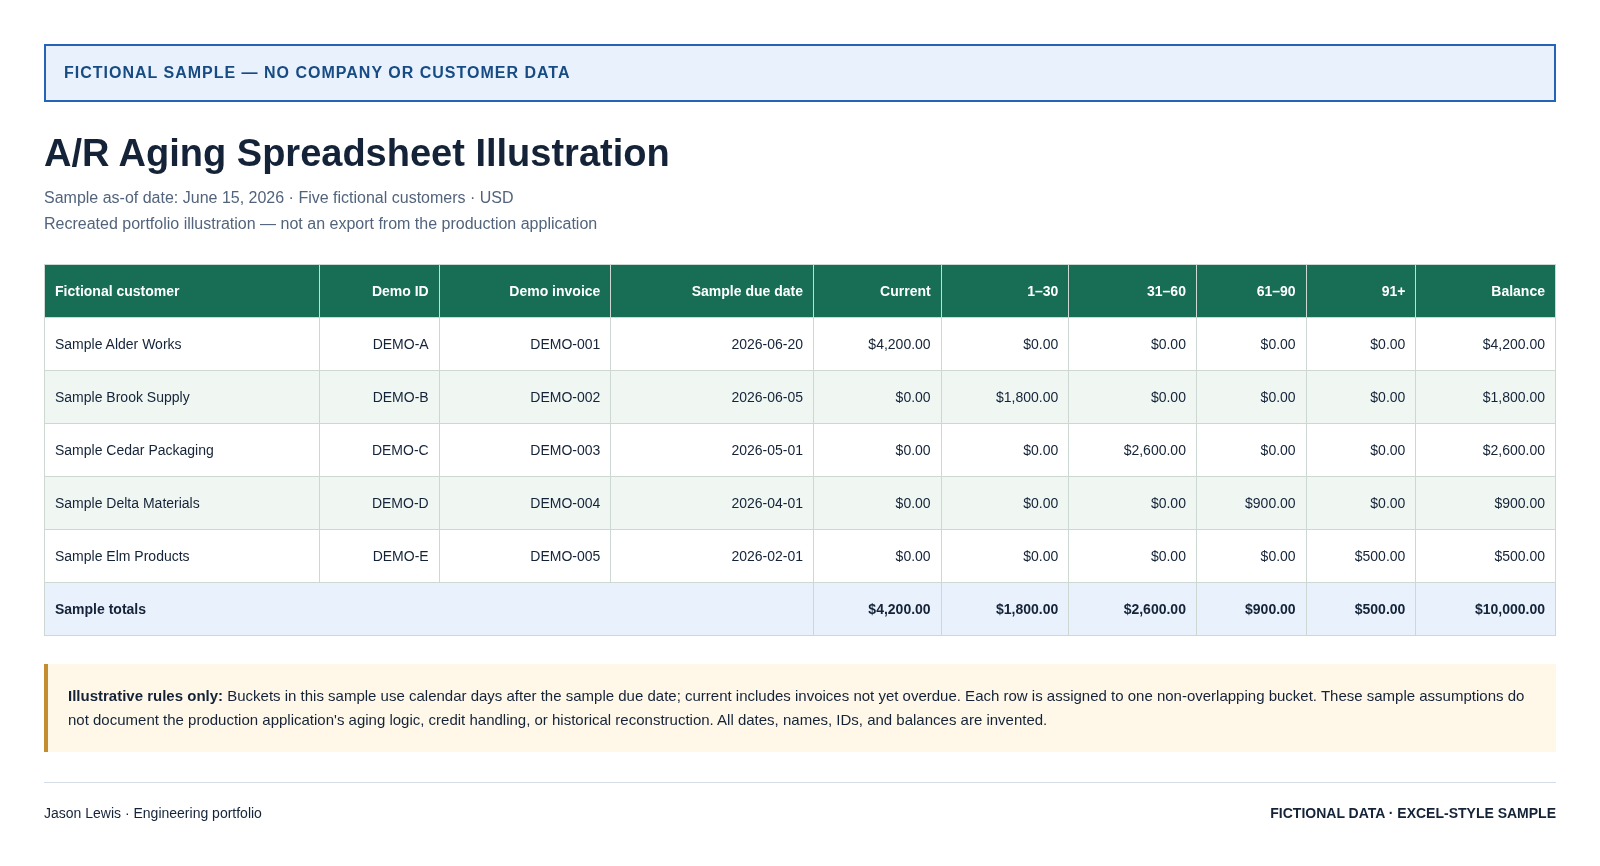 FICTIONAL SAMPLE — NO COMPANY OR CUSTOMER DATA
A/R Aging Spreadsheet Illustration
Sample as-of date: June 15, 2026 · Five fictional customers · USD
Recreated portfolio illustration — not an export from the production application
Fictional customer Demo ID Demo invoice Sample due date Current 1–30 31–60 61–90 91+ Balance
Sample Alder Works DEMO-A DEMO-001 2026-06-20 $4,200.00 $0.00 $0.00 $0.00 $0.00 $4,200.00
Sample Brook Supply DEMO-B DEMO-002 2026-06-05 $0.00 $1,800.00 $0.00 $0.00 $0.00 $1,800.00
Sample Cedar Packaging DEMO-C DEMO-003 2026-05-01 $0.00 $0.00 $2,600.00 $0.00 $0.00 $2,600.00
Sample Delta Materials DEMO-D DEMO-004 2026-04-01 $0.00 $0.00 $0.00 $900.00 $0.00 $900.00
Sample Elm Products DEMO-E DEMO-005 2026-02-01 $0.00 $0.00 $0.00 $0.00 $500.00 $500.00
Sample totals $4,200.00 $1,800.00 $2,600.00 $900.00 $500.00 $10,000.00
Illustrative rules only: Buckets in this sample use calendar days after the sample due date; current includes invoices not yet overdue. Each row is assigned to one non-overlapping bucket. These sample assumptions do
not document the production application's aging logic, credit handling, or historical reconstruction. All dates, names, IDs, and balances are invented.
Jason Lewis · Engineering portfolio
FICTIONAL DATA · EXCEL-STYLE SAMPLE